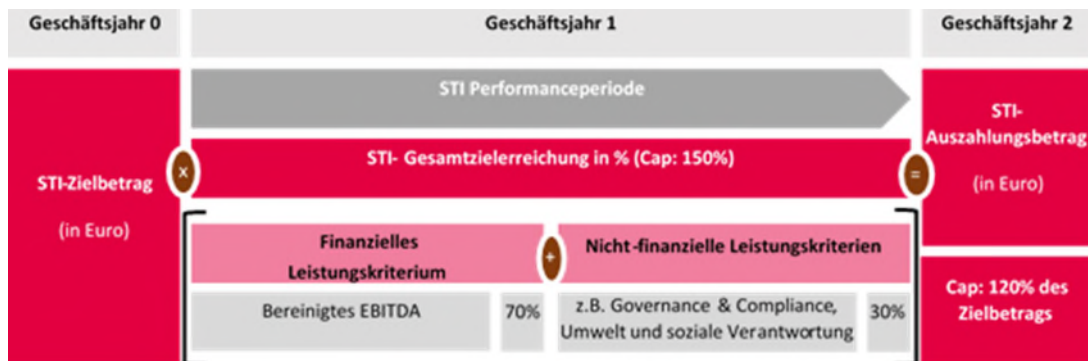 Geschäftsjahr 0
Geschäftsjahr 1
Geschäftsjahr 2
STI Performanceperiode
STI- Gesamtzielerreichung in % (Cap: 150%)
STI-Zielbetrag
(in Euro)
x
=
STI-
Auszahlungsbetrag
(in Euro)
Finanzielles
Leistungskriterium
+
Nicht-finanzielle Leistungskriterien
Bereinigtes EBITDA
70%
z.B. Governance & Compliance,
Umwelt und soziale Verantwortung
30%
Cap: 120% des
Zielbetrags